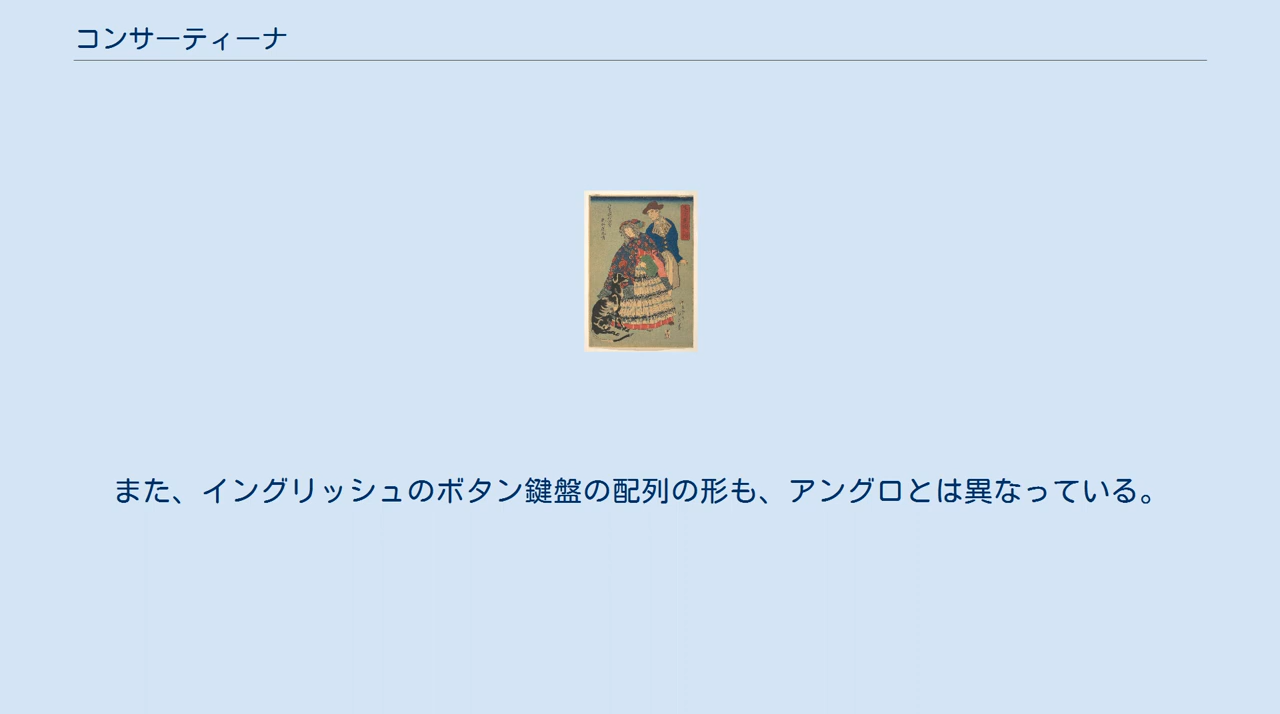 コンサーティーナ
また、イングリッシュのボタン鍵盤の配列の形も、アングロとは異なっている。